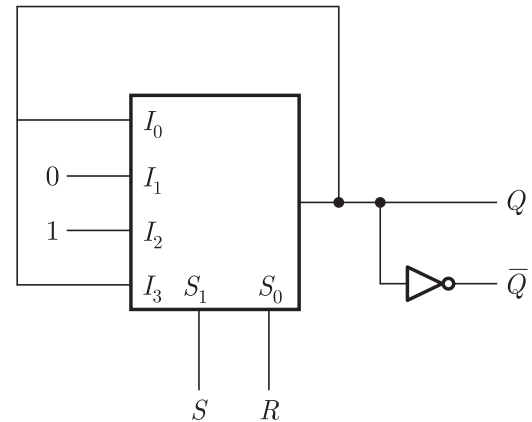 I₀
0 I₁
1 I₂
I₃ S₁ S₀
Q
Q̅
S R